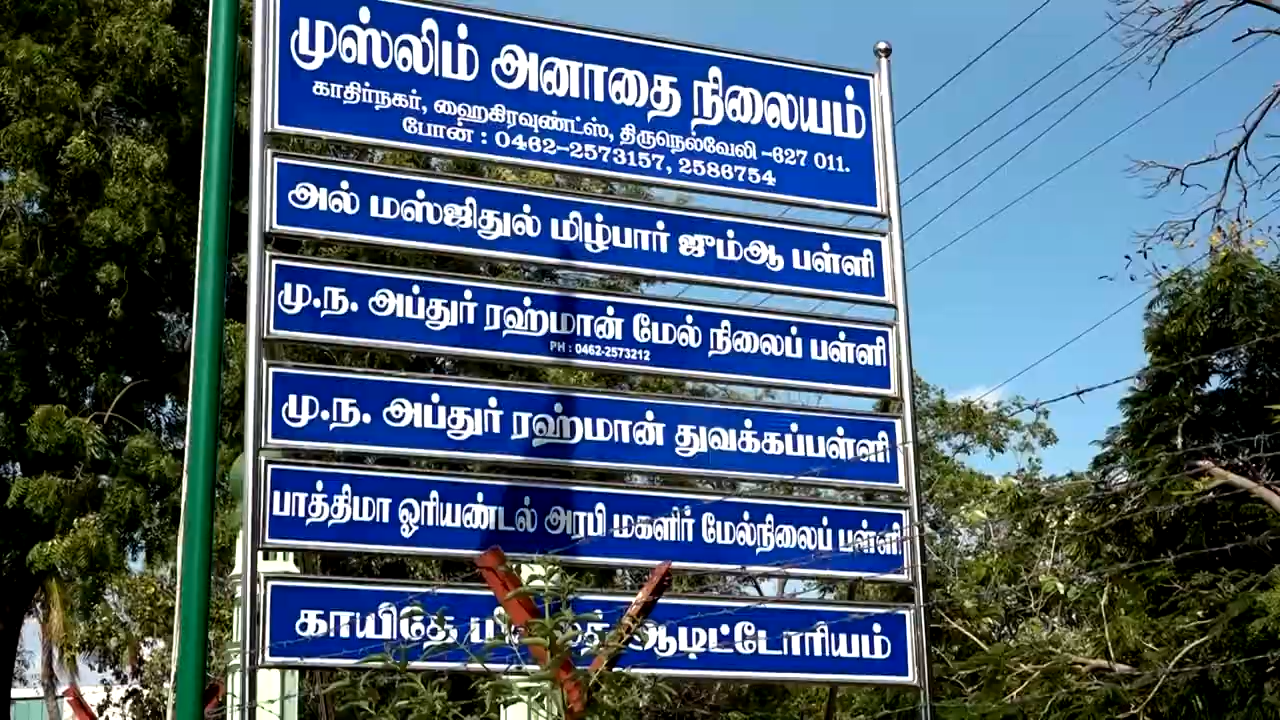 முஸ்லிம் அனாதை நிலையம்
காதிர்நகர், ஹைகிரவுண்ட்ஸ், திருநெல்வேலி -627 011.
போன் : 0462-2573157, 2586754
அல் மஸ்ஜிதுல் மிழ்பார் ஜும்ஆ பள்ளி
மு.ந. அப்துர் ரஹ்மான் மேல் நிலைப் பள்ளி
PH : 0462-2573212
மு.ந. அப்துர் ரஹ்மான் துவக்கப்பள்ளி
பாத்திமா ஓரியண்டல் அரபி மகளிர் மேல்நிலைப் பள்ளி
காயிதே ஆடிட்டோரியம்